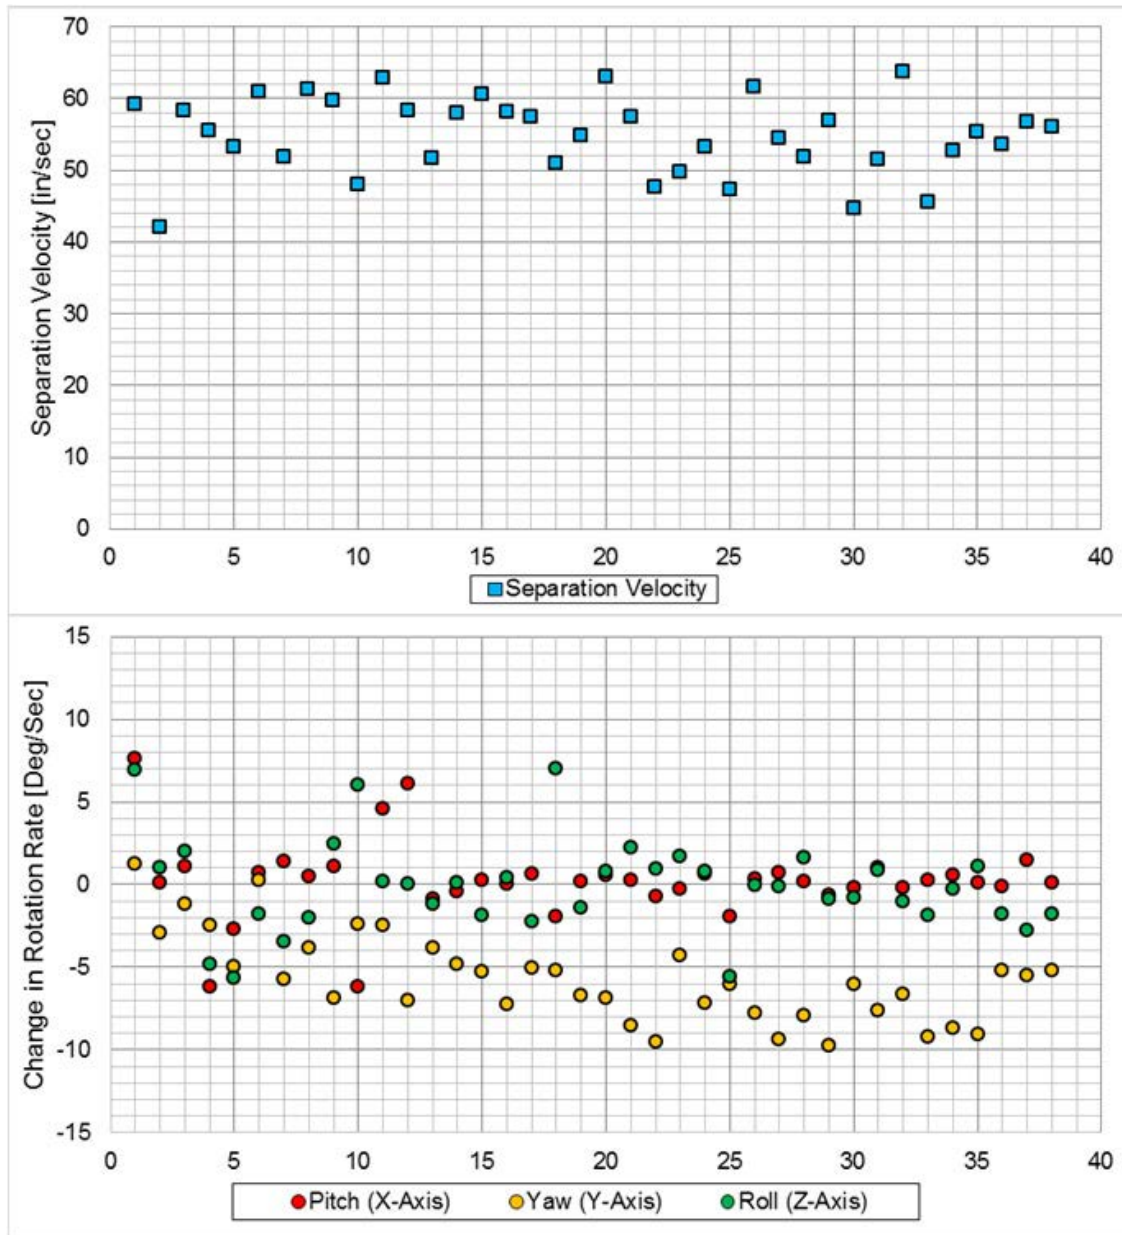 70
60
50
40
30
20
10
0
Separation Velocity [in/sec]
0 5 10 15 20 25 30 35 40
Separation Velocity
15
10
5
0
-5
-10
-15
Change in Rotation Rate [Deg/Sec]
0 5 10 15 20 25 30 35 40
Pitch (X-Axis) Yaw (Y-Axis) Roll (Z-Axis)